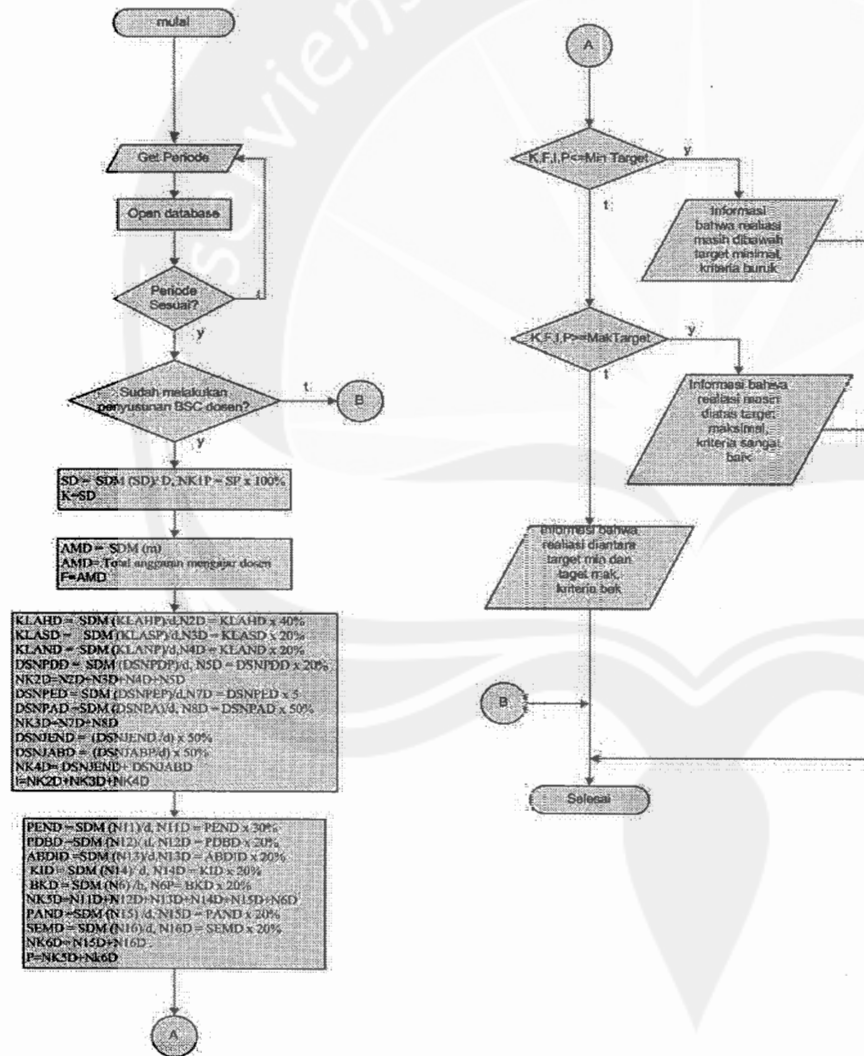 serviens
mulai
Get Periode
Open database
Periode
Sesuai?
t
y
Sudah melakukan
penyusunan BSC dosen?
t
B
y
SD = SDM (SD)/ D, NK1P = SP x 100%
K=SD
AMD = SDM (m)
AMD= Total anggaran mengajar dosen
F=AMD
KLAHD = SDM (KLAHP)/d,N2D = KLAHD x 40%
KLASD = SDM (KLASP)/d,N3D = KLASD x 20%
KLAND = SDM (KLANP)/d,N4D = KLAND x 20%
DSNPDD = SDM (DSNPDP)/d, N5D = DSNPDD x 20%
NK2D=N2D+N3D+N4D+N5D
DSNPED = SDM (DSNPEP)/d,N7D = DSNPED x 5
DSNPAD =SDM (DSNPA)/d, N8D = DSNPAD x 50%
NK3D=N7D+N8D
DSNJEND = (DSNJEND /d) x 50%
DSNJABD = (DSNJABP/d) x 50%
NK4D= DSNJEND+ DSNJABD
I=NK2D+NK3D+NK4D
PEND =SDM (N11)/d, N11D = PEND x 30%
PDBD =SDM (N12)/ d, N12D = PDBD x 20%
ABDID =SDM (N13)/d,N13D = ABDID x 20%
KID= SDM (N14)/ d, N14D = KID x 20%
BKD = SDM (N6)/h, N6P= BKD x 20%
NK5D=N11D+N12D+N13D+N14D+N15D+N6D
PAND =SDM (N15) /d, N15D = PAND x 20%
SEMD = SDM (N16)/d, N16D = SEMD x 20%
NK6D=N15D+N16D
P=NK5D+Nk6D
A
A
K,F,I,P<=Min Target
y
t
Informasi
bahwa realiasi
masih dibawah
target minimal,
kriteria buruk
K,F,I,P>=MakTarget
y
t
Informasi bahwa
realiasi masin
diatas target
maksimal,
kriteria sangat
baik
Informasi bahwa
realiasi diantara
target min dan
taget mak,
kriteria baik
B
Selesai